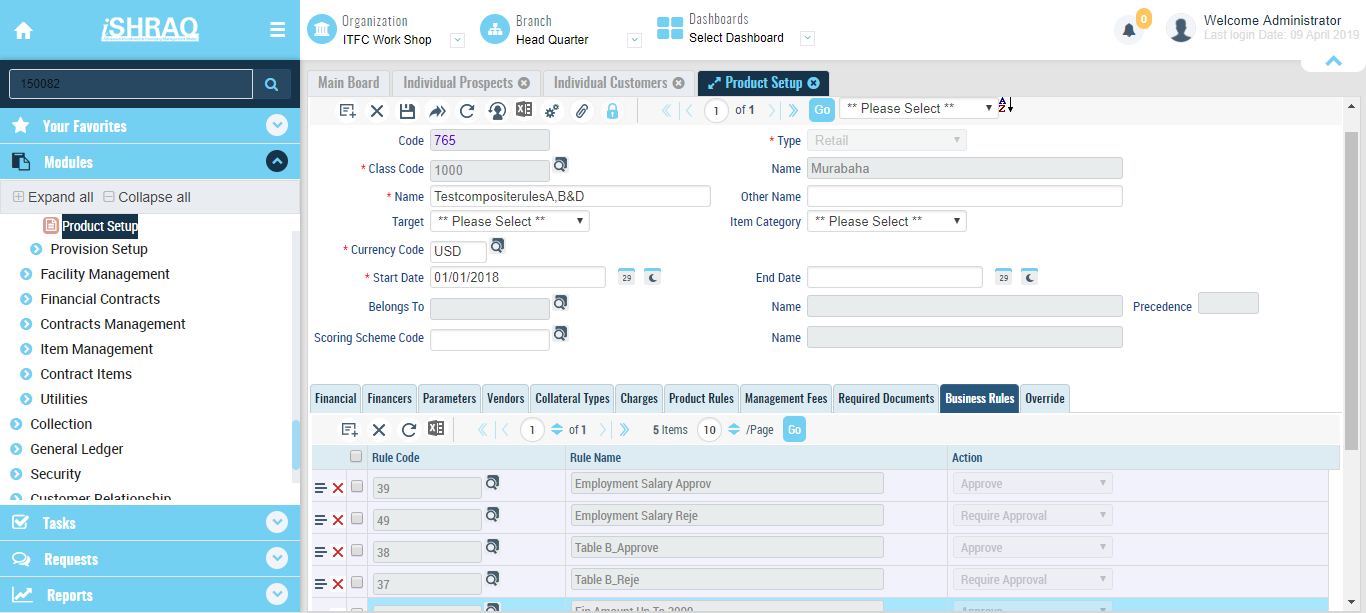 iSHRAQ
Organization
ITFC Work Shop
Branch
Head Quarter
Dashboards
Select Dashboard
0
Welcome Administrator
Last login Date: 09 April 2019
150082
Your Favorites
Modules
Expand all
Collapse all
Product Setup
Provision Setup
Facility Management
Financial Contracts
Contracts Management
Item Management
Contract Items
Utilities
Collection
General Ledger
Security
Customer Relationship
Tasks
Requests
Reports
Main Board
Individual Prospects
Individual Customers
Product Setup
1 of 1
Go
** Please Select **
A
Z
Code 765
* Type Retail
* Class Code 1000
Name Murabaha
* Name TestcompositerulesA,B&D
Other Name
Target ** Please Select **
Item Category ** Please Select **
* Currency Code USD
* Start Date 01/01/2018
29
End Date
29
Belongs To
Name
Precedence
Scoring Scheme Code
Name
Financial Financers Parameters Vendors Collateral Types Charges Product Rules Management Fees Required Documents Business Rules Override
1 of 1 5 Items 10 /Page Go
Rule Code Rule Name Action
39 Employment Salary Approv Approve
49 Employment Salary Reje Require Approval
38 Table B_Approve Approve
37 Table B_Reje Require Approval
Fin Amount Up To 2000 Approve